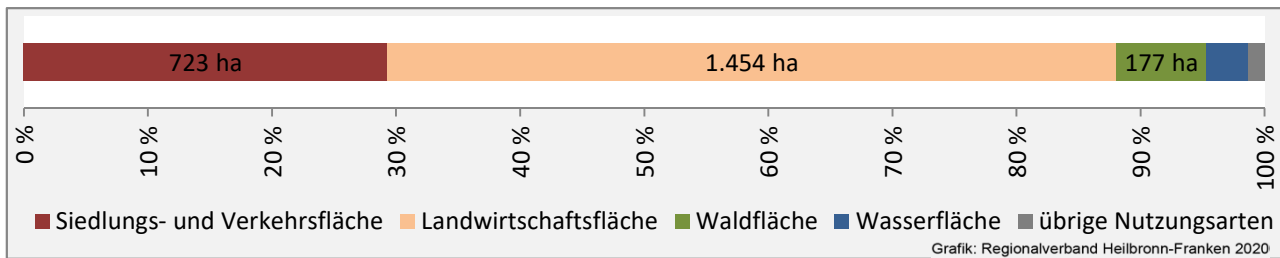 723 ha 1.454 ha 177 ha
0 % 10 % 20 % 30 % 40 % 50 % 60 % 70 % 80 % 90 % 100 %
Siedlungs- und Verkehrsfläche Landwirtschaftsfläche Waldfläche Wasserfläche übrige Nutzungsarten
Grafik: Regionalverband Heilbronn-Franken 2020